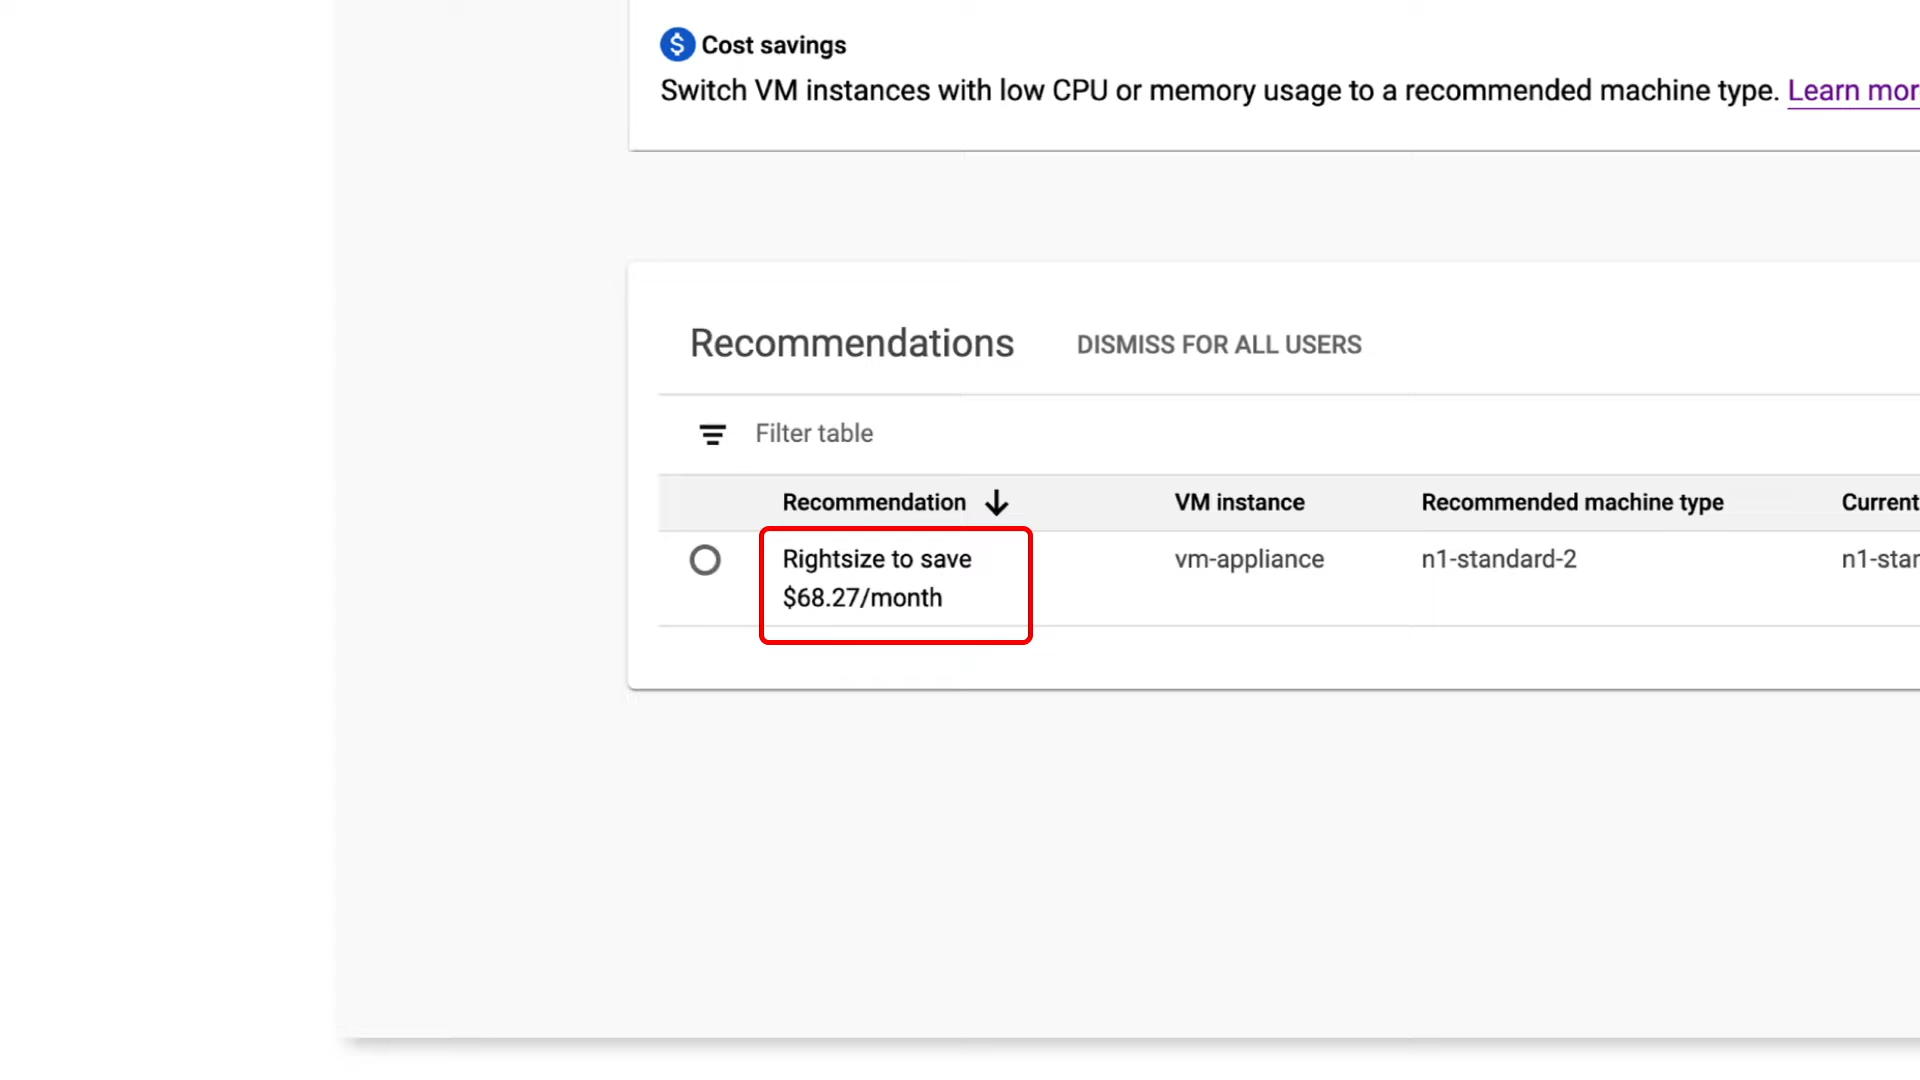 $ Cost savings
Switch VM instances with low CPU or memory usage to a recommended machine type. Learn mor
Recommendations DISMISS FOR ALL USERS
Filter table
Recommendation VM instance Recommended machine type Current
Rightsize to save vm-appliance n1-standard-2 n1-stan
$68.27/month